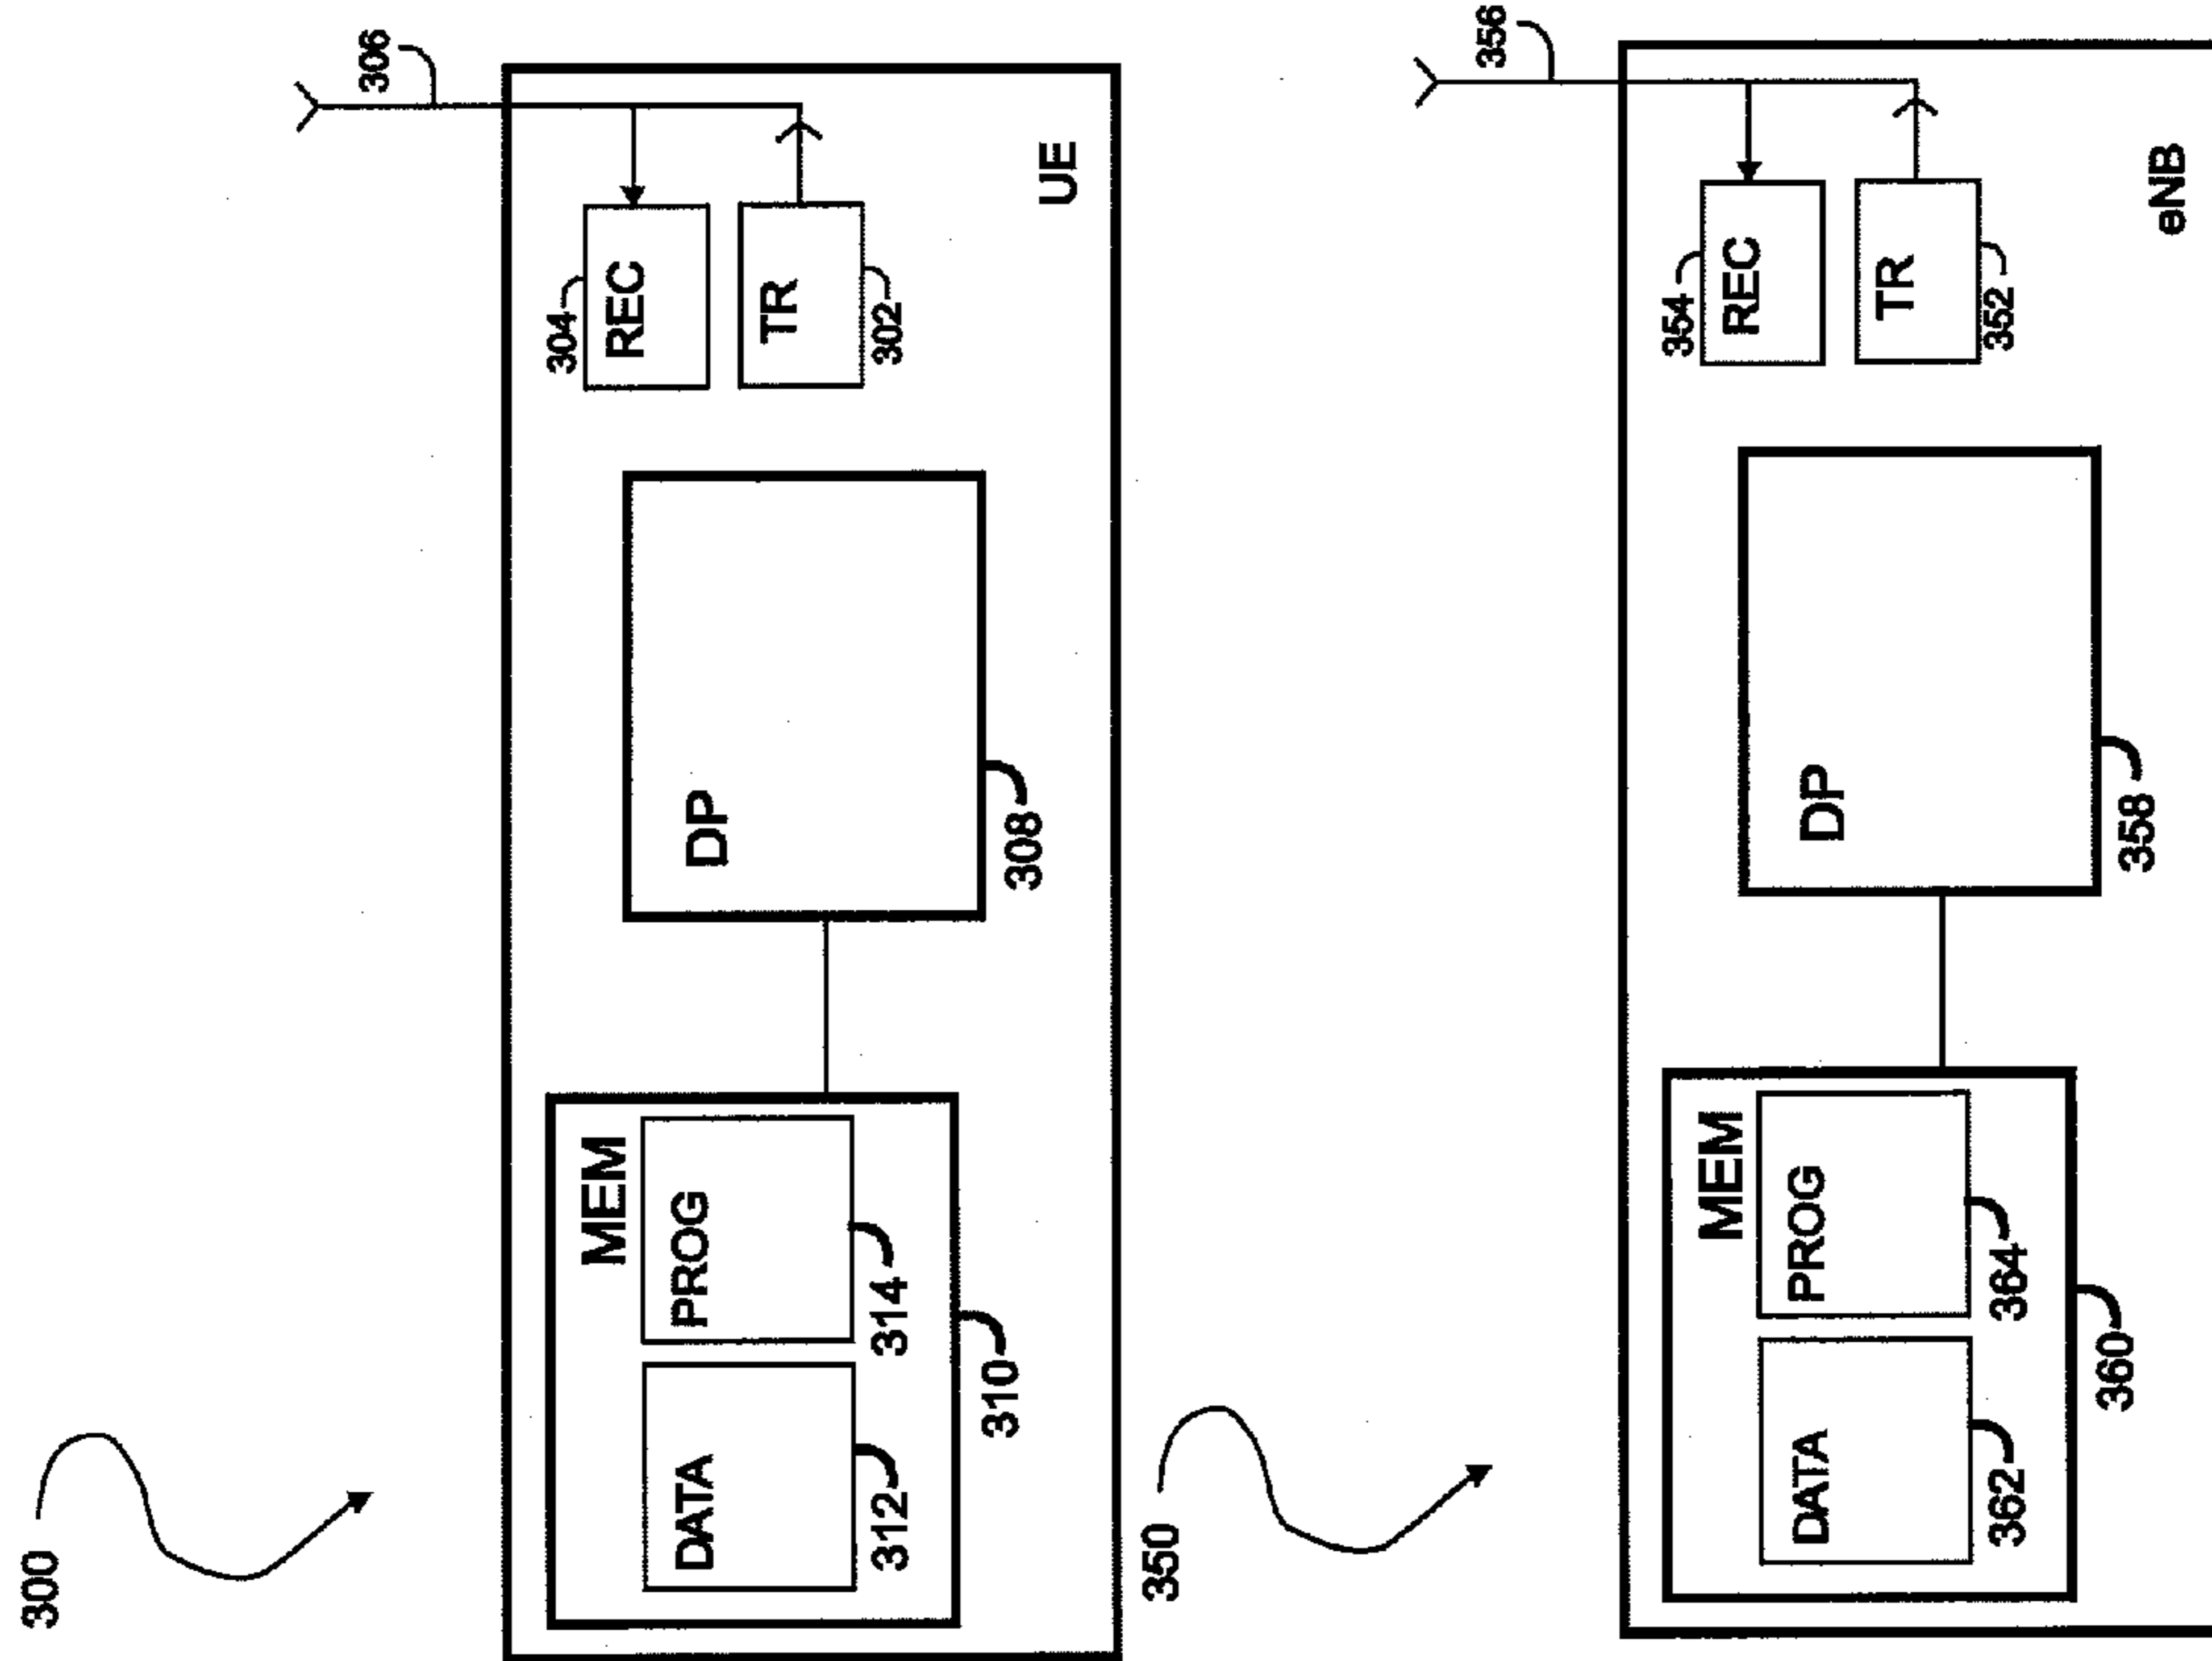 300
306
MEM
DATA
PROG
312
314
310
DP
308
304
REC
TR
302
UE
350
356
MEM
DATA
PROG
362
364
360
DP
358
354
REC
TR
352
eNB